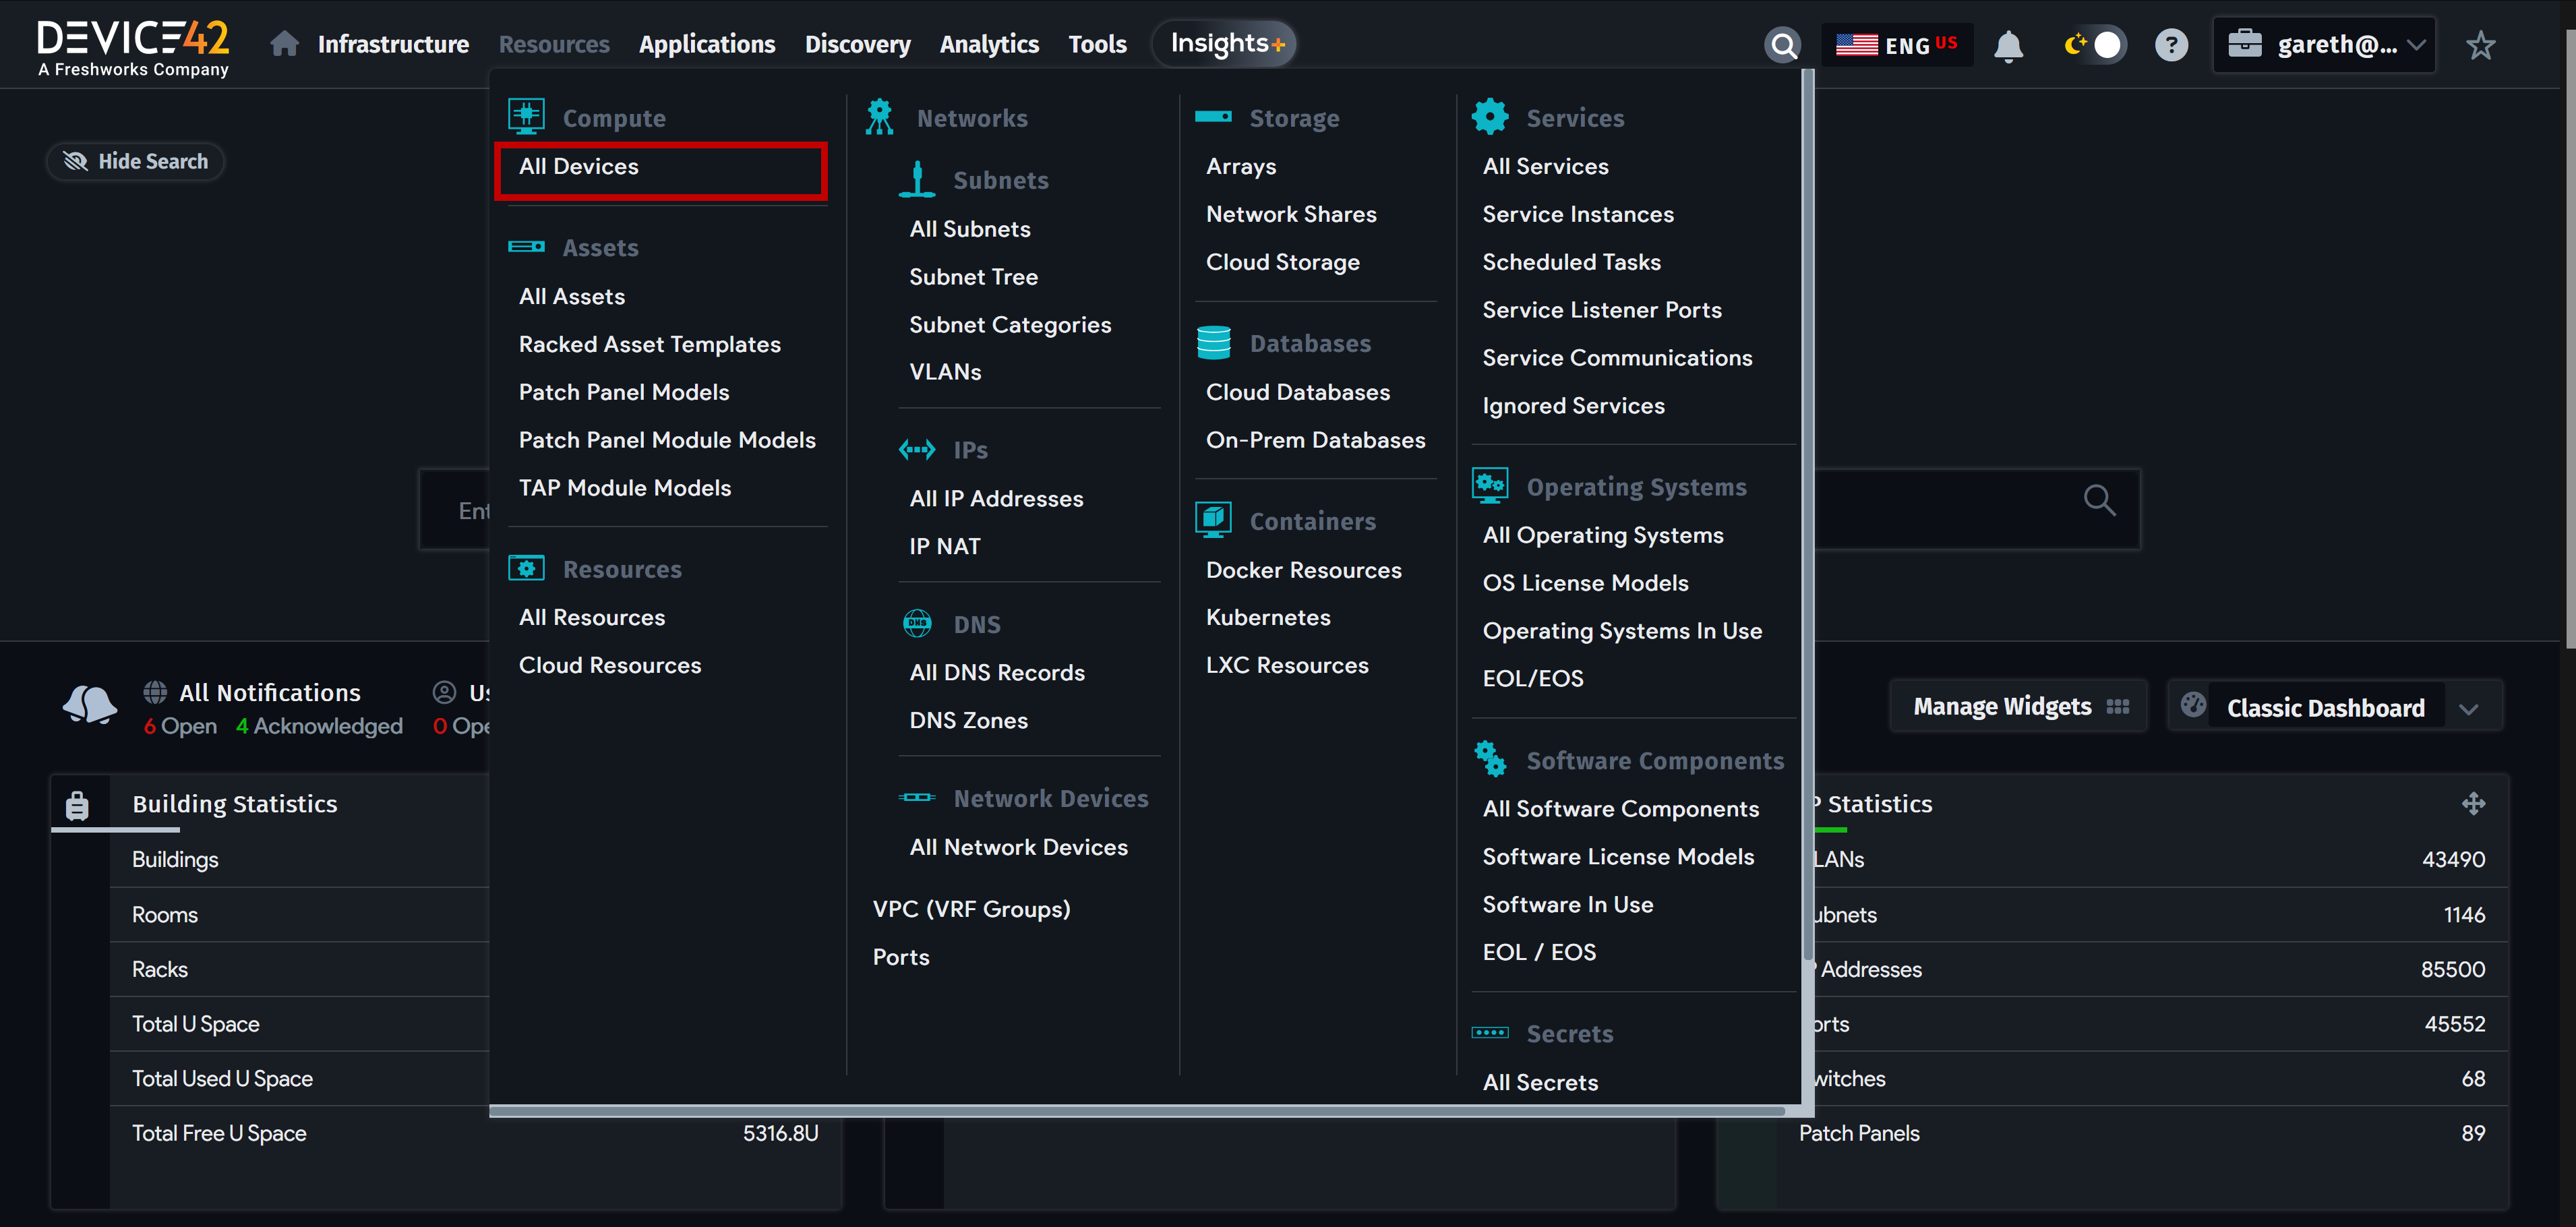 DEVICE42
A Freshworks Company
Infrastructure
Resources
Applications
Discovery
Analytics
Tools
Insights+
ENG US
?
gareth@...
Hide Search
Compute
All Devices
Assets
All Assets
Racked Asset Templates
Patch Panel Models
Patch Panel Module Models
TAP Module Models
Resources
All Resources
Cloud Resources
Networks
Subnets
All Subnets
Subnet Tree
Subnet Categories
VLANs
IPs
All IP Addresses
IP NAT
DNS
DNS
All DNS Records
DNS Zones
Network Devices
All Network Devices
VPC (VRF Groups)
Ports
Storage
Arrays
Network Shares
Cloud Storage
Databases
Cloud Databases
On-Prem Databases
Containers
Docker Resources
Kubernetes
LXC Resources
Services
All Services
Service Instances
Scheduled Tasks
Service Listener Ports
Service Communications
Ignored Services
Operating Systems
All Operating Systems
OS License Models
Operating Systems In Use
EOL/EOS
Software Components
All Software Components
Software License Models
Software In Use
EOL / EOS
Secrets
All Secrets
Ent
All Notifications
6 Open 4 Acknowledged
Us
0 Ope
Manage Widgets
Classic Dashboard
Building Statistics
Buildings
Rooms
Racks
Total U Space
Total Used U Space
Total Free U Space 5316.8U
P Statistics
LANs 43490
ubnets 1146
P Addresses 85500
orts 45552
witches 68
Patch Panels 89